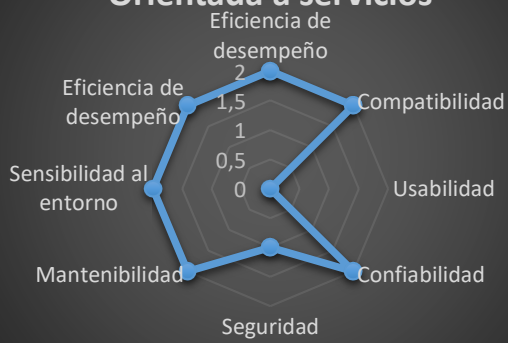 Orientada a servicios
Eficiencia de
desempeño
2
1,5
1
0,5
0
Compatibilidad
Usabilidad
Confiabilidad
Seguridad
Mantenibilidad
Sensibilidad al
entorno
Eficiencia de
desempeño